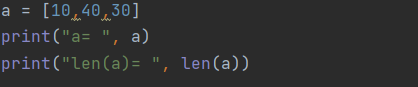 a = [10,40,30]
print("a= ", a)
print("len(a)= ", len(a))